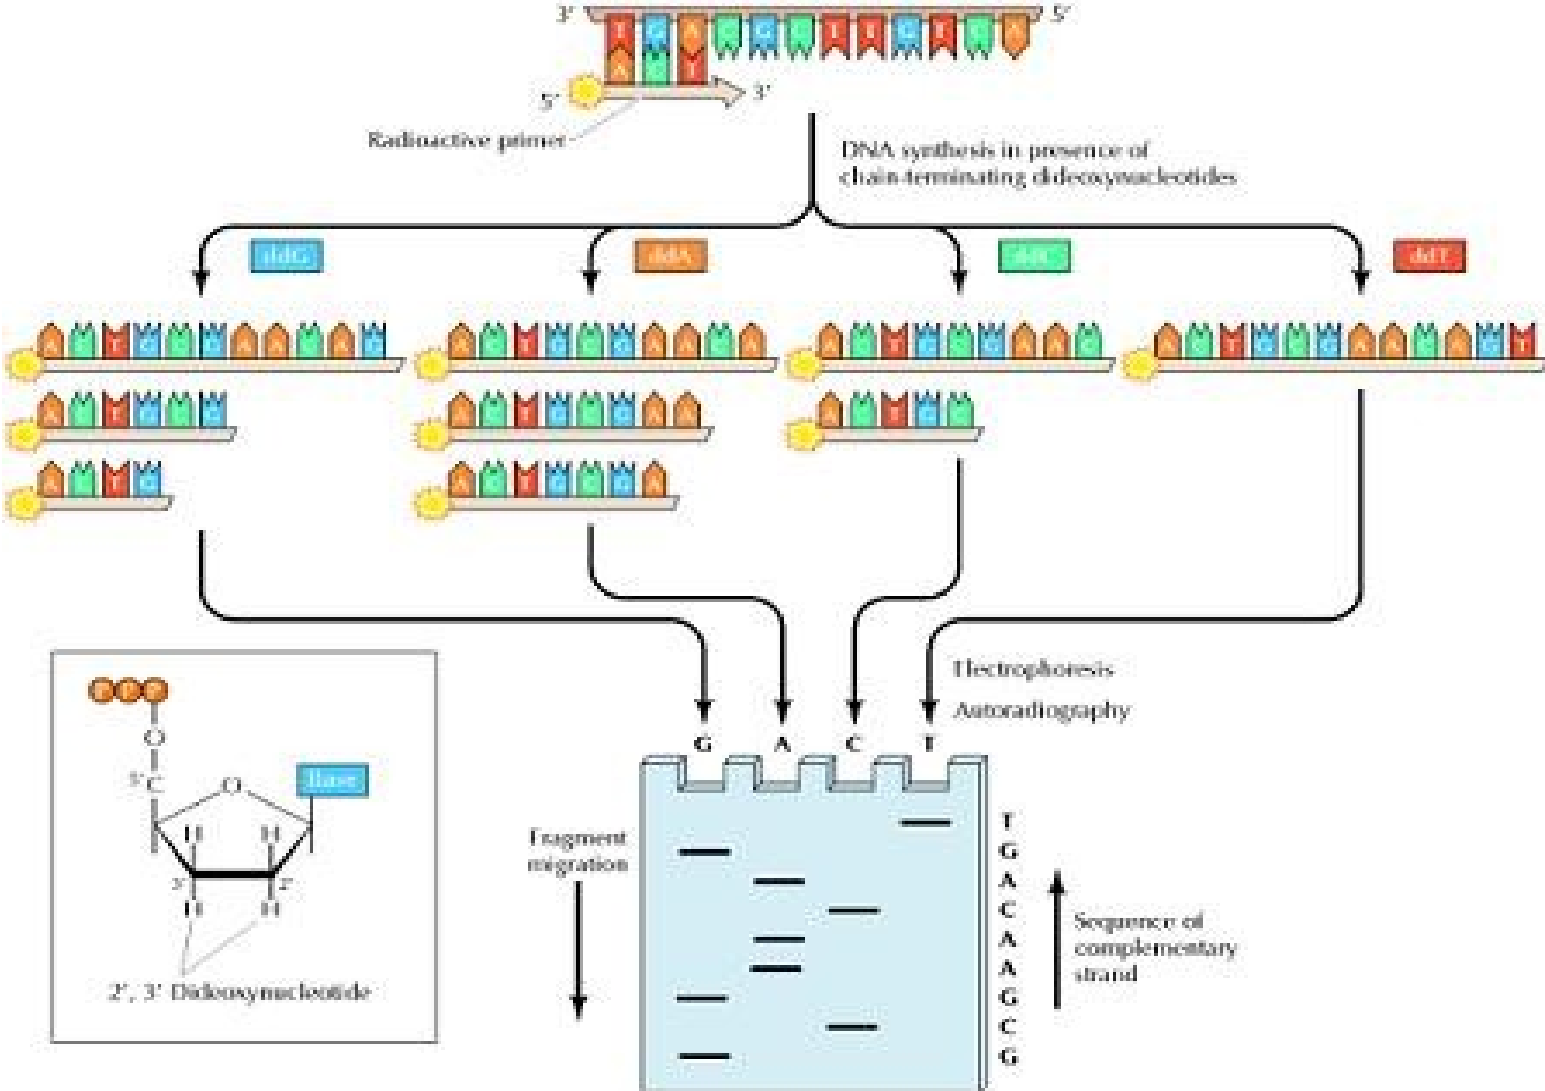 3' 5'
T G A C G C T T G T C A
A C T
5' 3'
Radioactive primer
DNA synthesis in presence of
chain-terminating dideoxynucleotides
ddG ddA ddC ddT
A C T G C G A A C A G A C T G C G A A C A A C T G C G A A C A C T G C G A A C A G T
A C T G C G A C T G C G A A A C T G C
A C T G A C T G C G A
Electrophoresis
Autoradiography
G A C T
P P P
O
5' C
O
Base
H H
3' 2'
H H
2', 3' Dideoxynucleotide
Fragment
migration
T
G
A
C
A
A
G
C
G
Sequence of
complementary
strand